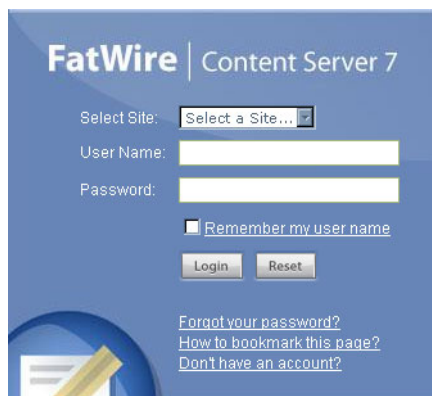 FatWire | Content Server 7
Select Site: Select a Site...
User Name:
Password:
Remember my user name
Login Reset
Forgot your password?
How to bookmark this page?
Don't have an account?